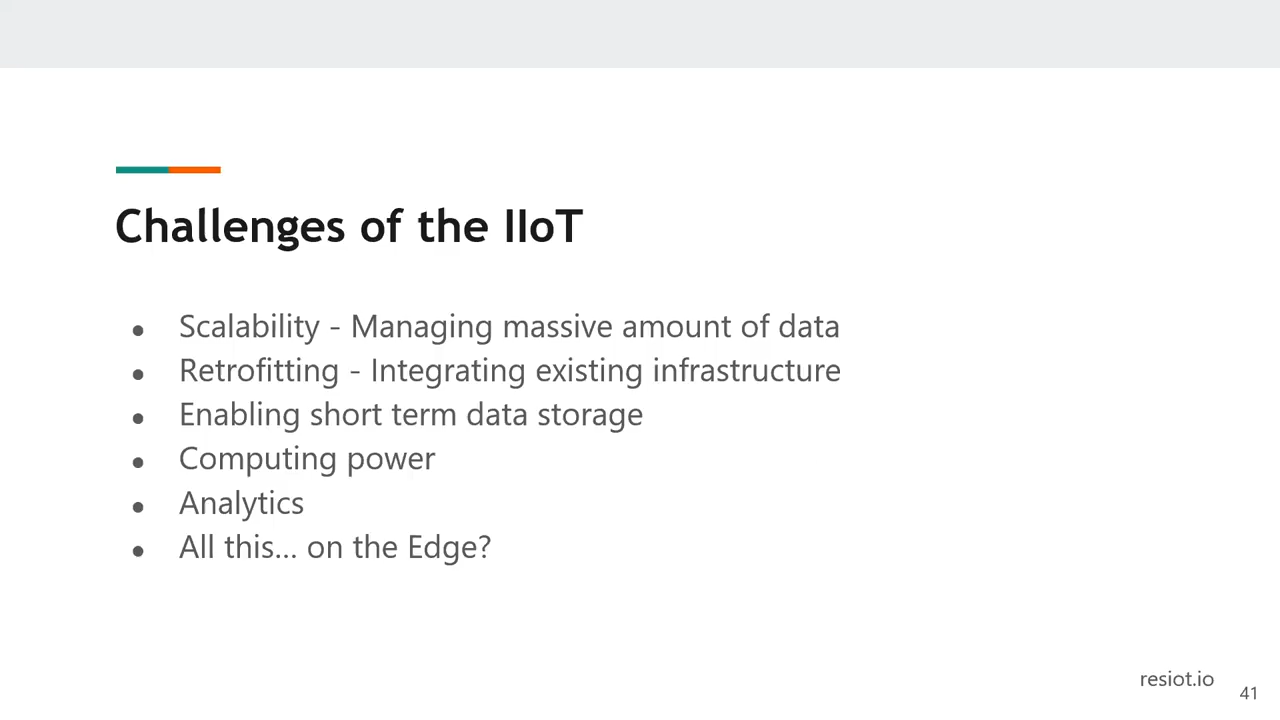 Challenges of the IIoT
● Scalability - Managing massive amount of data
● Retrofitting - Integrating existing infrastructure
● Enabling short term data storage
● Computing power
● Analytics
● All this... on the Edge?
resiot.io
41